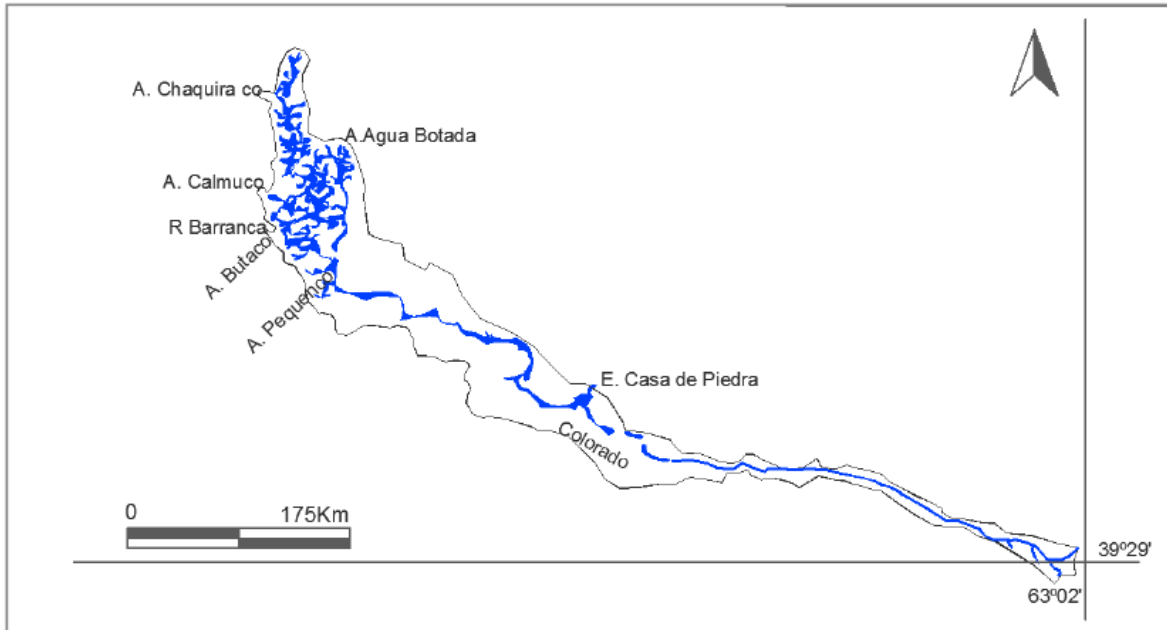 A. Chaquira co
A.Agua Botada
A. Calmuco
R Barranca
A. Butaco
A. Pequenco
E. Casa de Piedra
Colorado
0 175Km
39º29'
63º02'